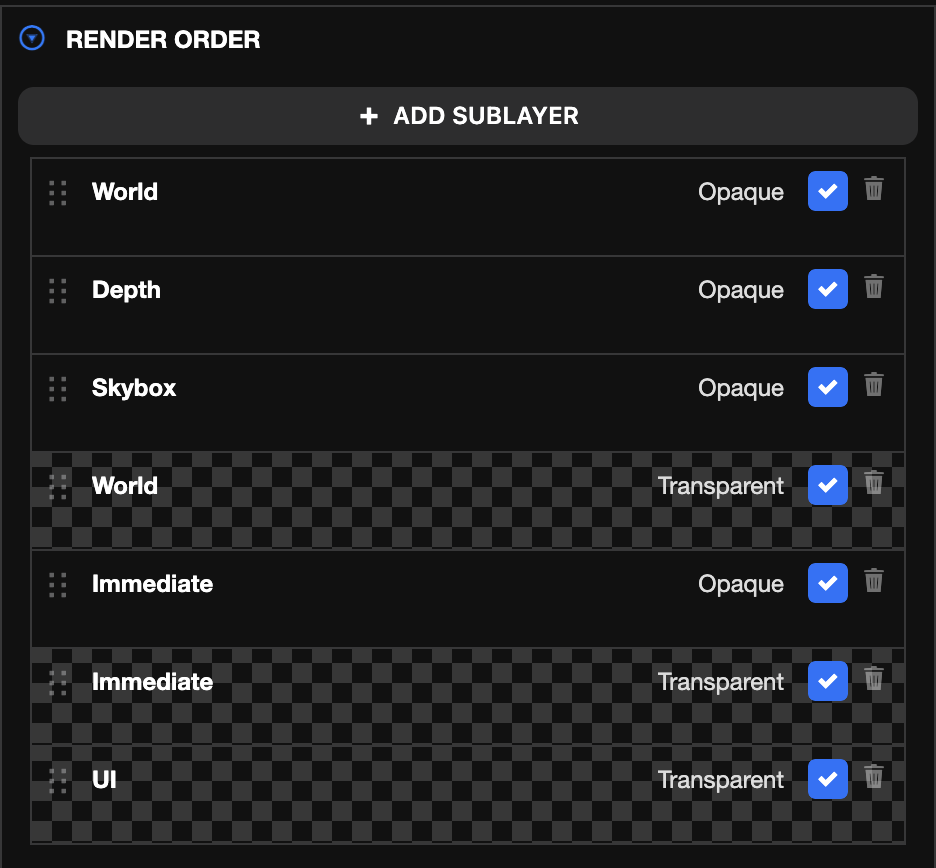 RENDER ORDER
+ ADD SUBLAYER
World Opaque
Depth Opaque
Skybox Opaque
World Transparent
Immediate Opaque
Immediate Transparent
UI Transparent